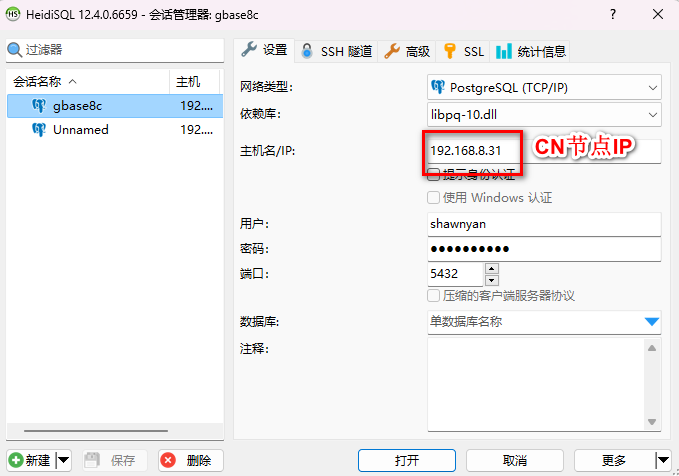 HeidiSQL 12.4.0.6659 - 会话管理器: gbase8c
过滤器
会话名称 主机
gbase8c 192....
Unnamed 192....
设置 SSH 隧道 高级 SSL 统计信息
网络类型: PostgreSQL (TCP/IP)
依赖库: libpq-10.dll
主机名/IP: 192.168.8.31 CN节点IP
提示身份认证
使用 Windows 认证
用户: shawnyan
密码: ●●●●●●●●●●
端口: 5432
压缩的客户端服务器协议
数据库: 单数据库名称
注释:
新建 保存 删除 打开 取消 更多